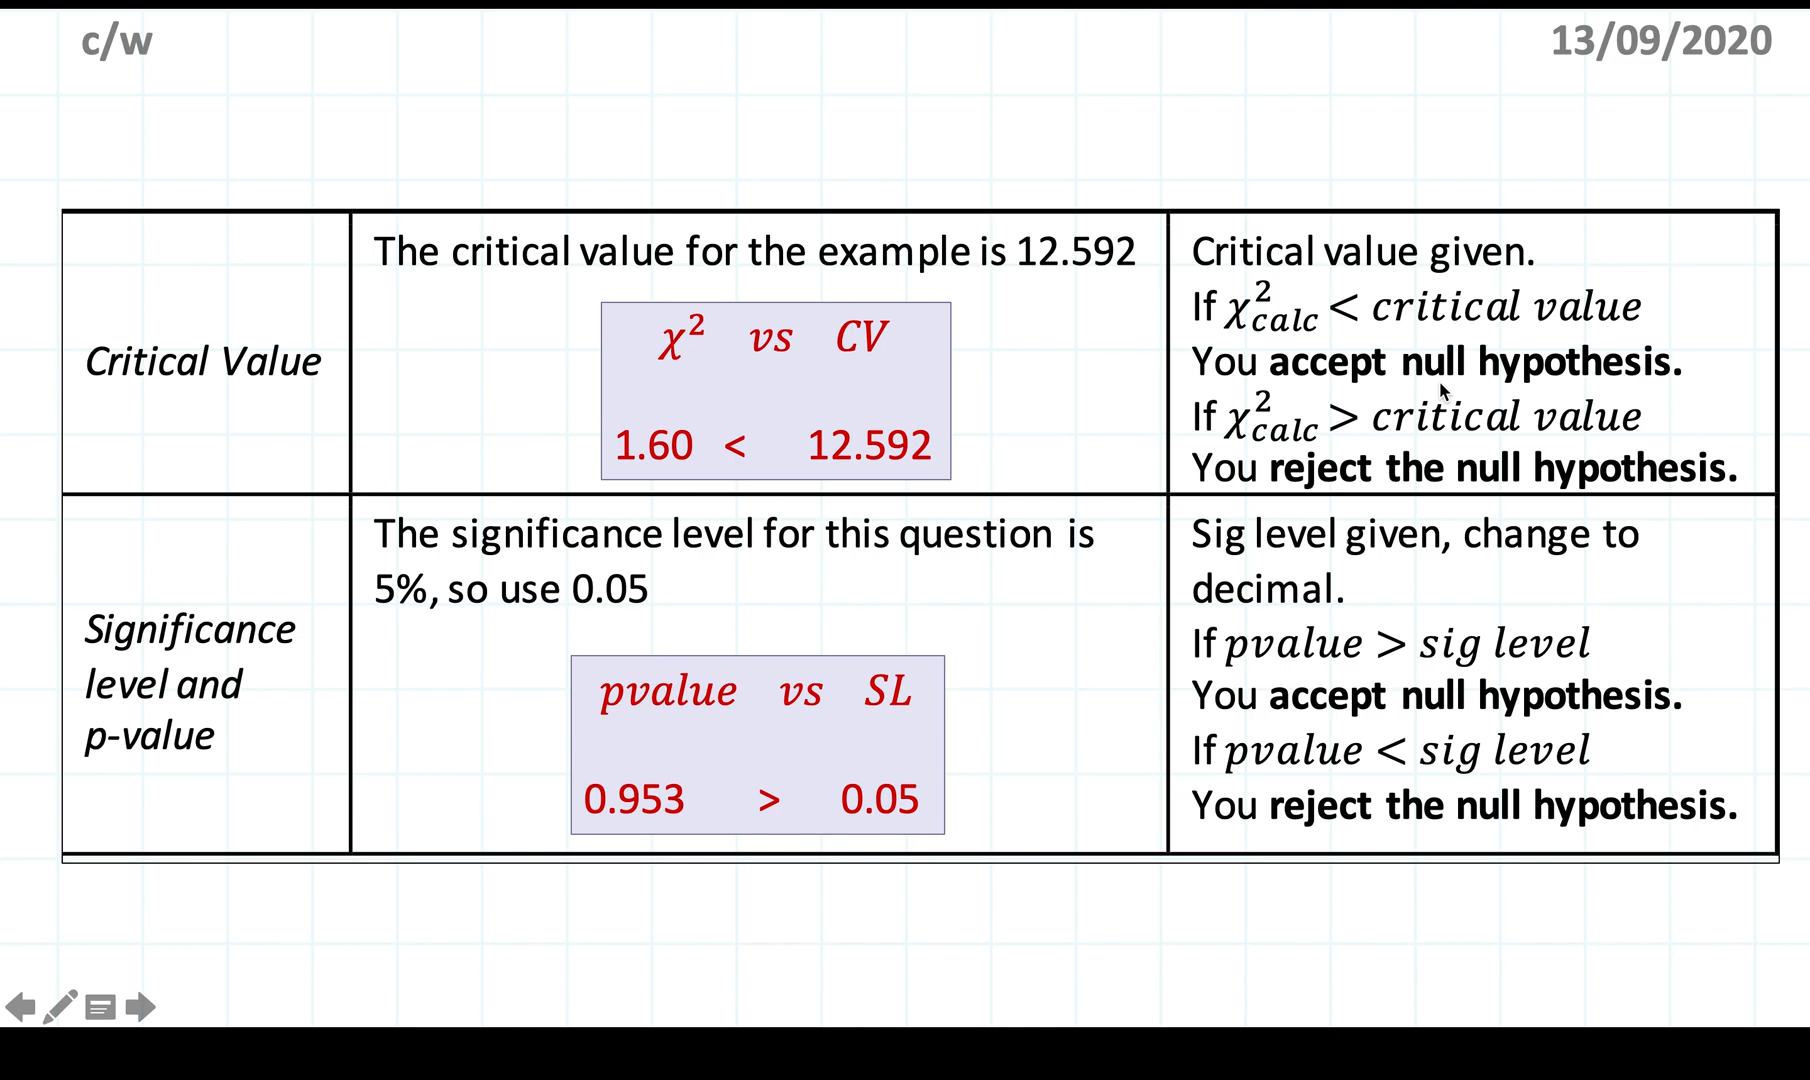 c/w
13/09/2020
Critical Value
The critical value for the example is 12.592
χ² vs CV
1.60 < 12.592
Critical value given.
If χ²calc < critical value
You accept null hypothesis.
If χ²calc > critical value
You reject the null hypothesis.
Significance
level and
p-value
The significance level for this question is
5%, so use 0.05
pvalue vs SL
0.953 > 0.05
Sig level given, change to
decimal.
If pvalue > sig level
You accept null hypothesis.
If pvalue < sig level
You reject the null hypothesis.